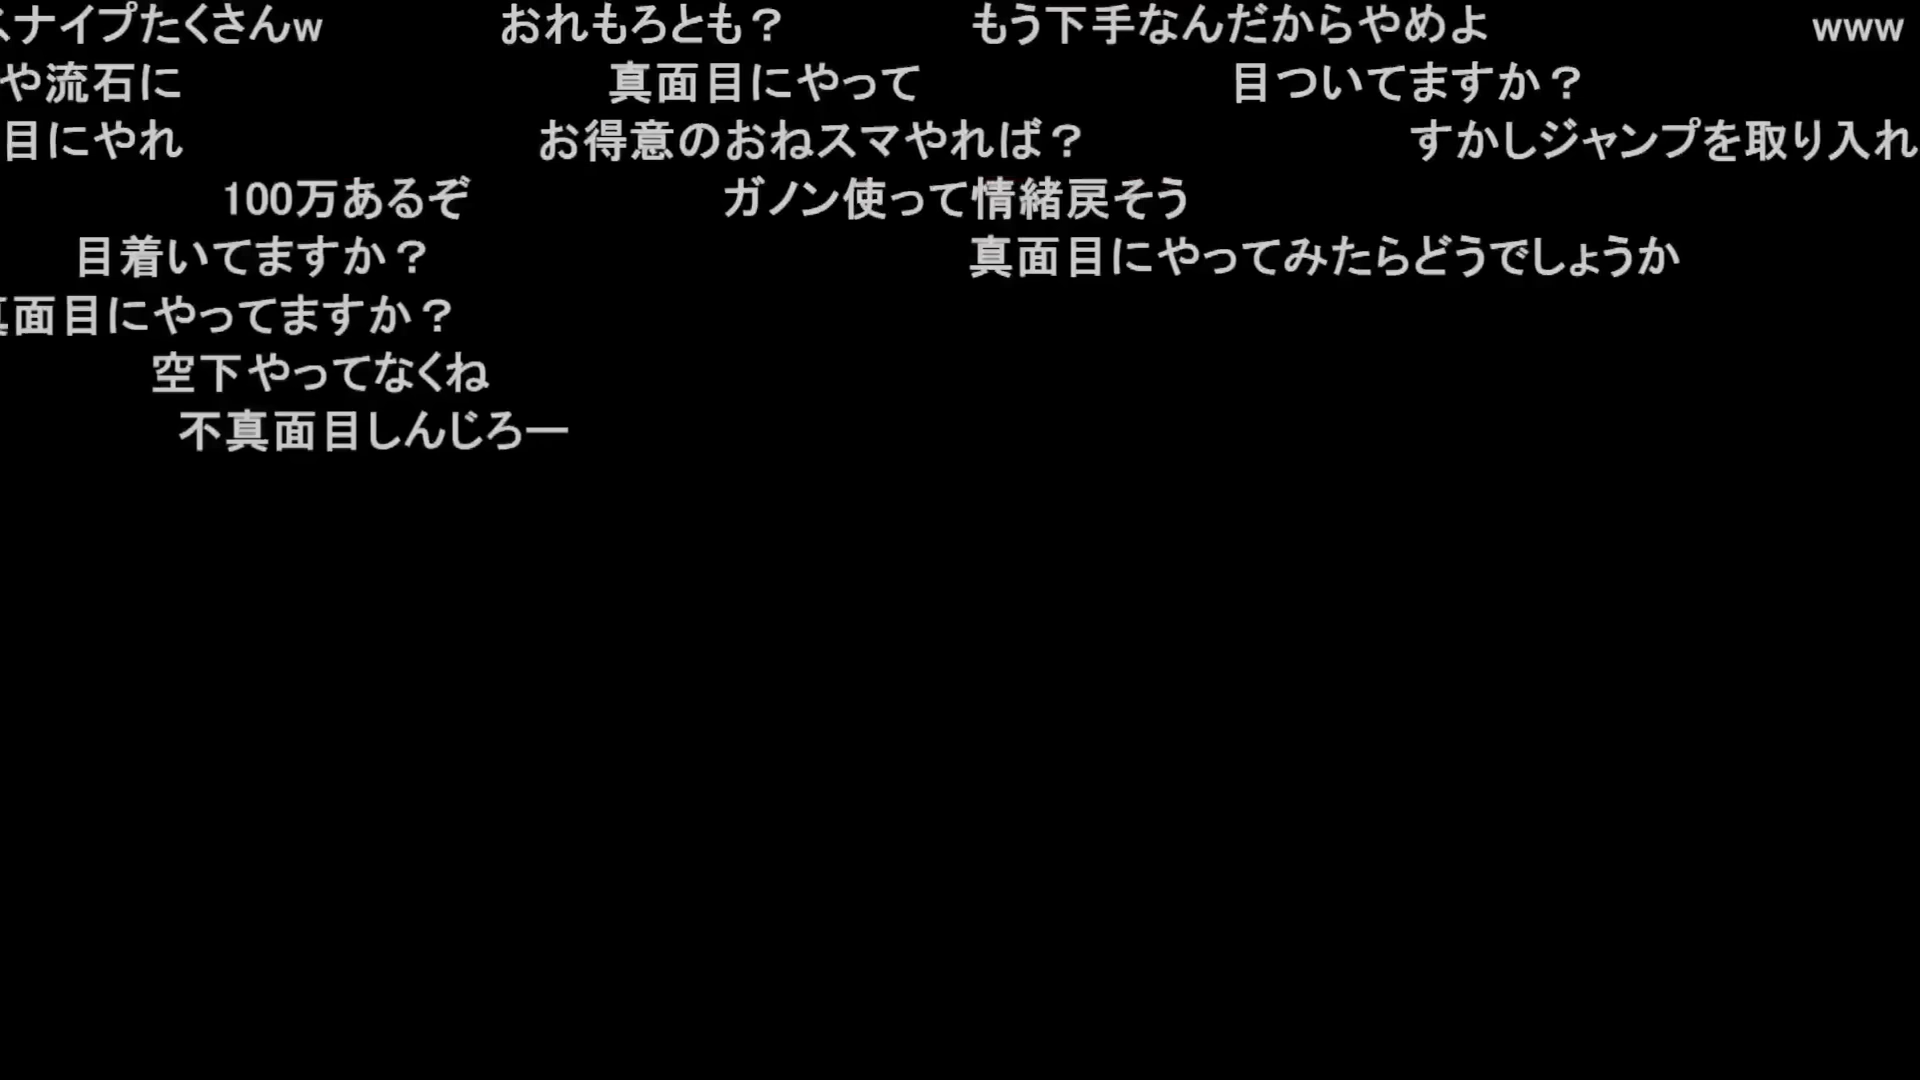 スナイプたくさんw おれもろとも？ もう下手なんだからやめよ www
や流石に 真面目にやって 目ついてますか？
目にやれ お得意のおねスマやれば？ すかしジャンプを取り入れ
100万あるぞ ガノン使って情緒戻そう
目着いてますか？ 真面目にやってみたらどうでしょうか
真面目にやってますか？
空下やってなくね
不真面目しんじろー